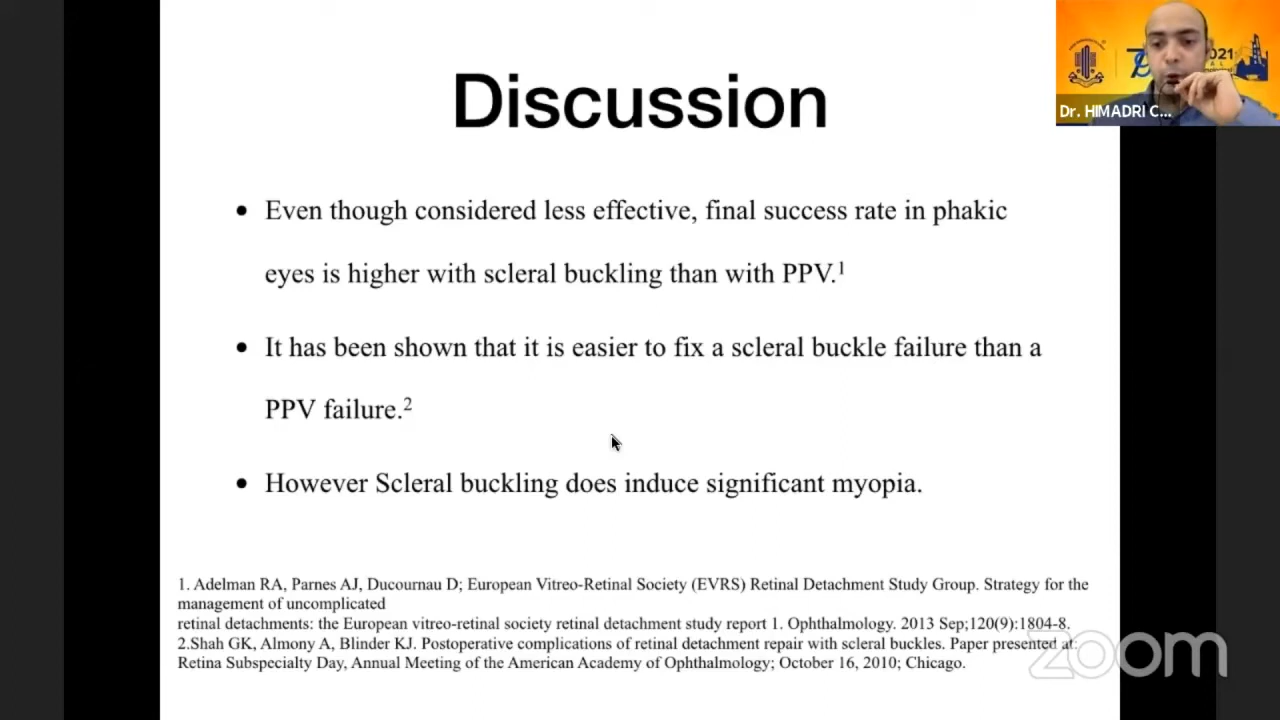 Discussion
021
Dr. HIMADRI C...
• Even though considered less effective, final success rate in phakic
eyes is higher with scleral buckling than with PPV.1
• It has been shown that it is easier to fix a scleral buckle failure than a
PPV failure.2
• However Scleral buckling does induce significant myopia.
1. Adelman RA, Parnes AJ, Ducournau D; European Vitreo-Retinal Society (EVRS) Retinal Detachment Study Group. Strategy for the
management of uncomplicated
retinal detachments: the European vitreo-retinal society retinal detachment study report 1. Ophthalmology. 2013 Sep;120(9):1804-8.
2.Shah GK, Almony A, Blinder KJ. Postoperative complications of retinal detachment repair with scleral buckles. Paper presented at:
Retina Subspecialty Day, Annual Meeting of the American Academy of Ophthalmology; October 16, 2010; Chicago.
zoom